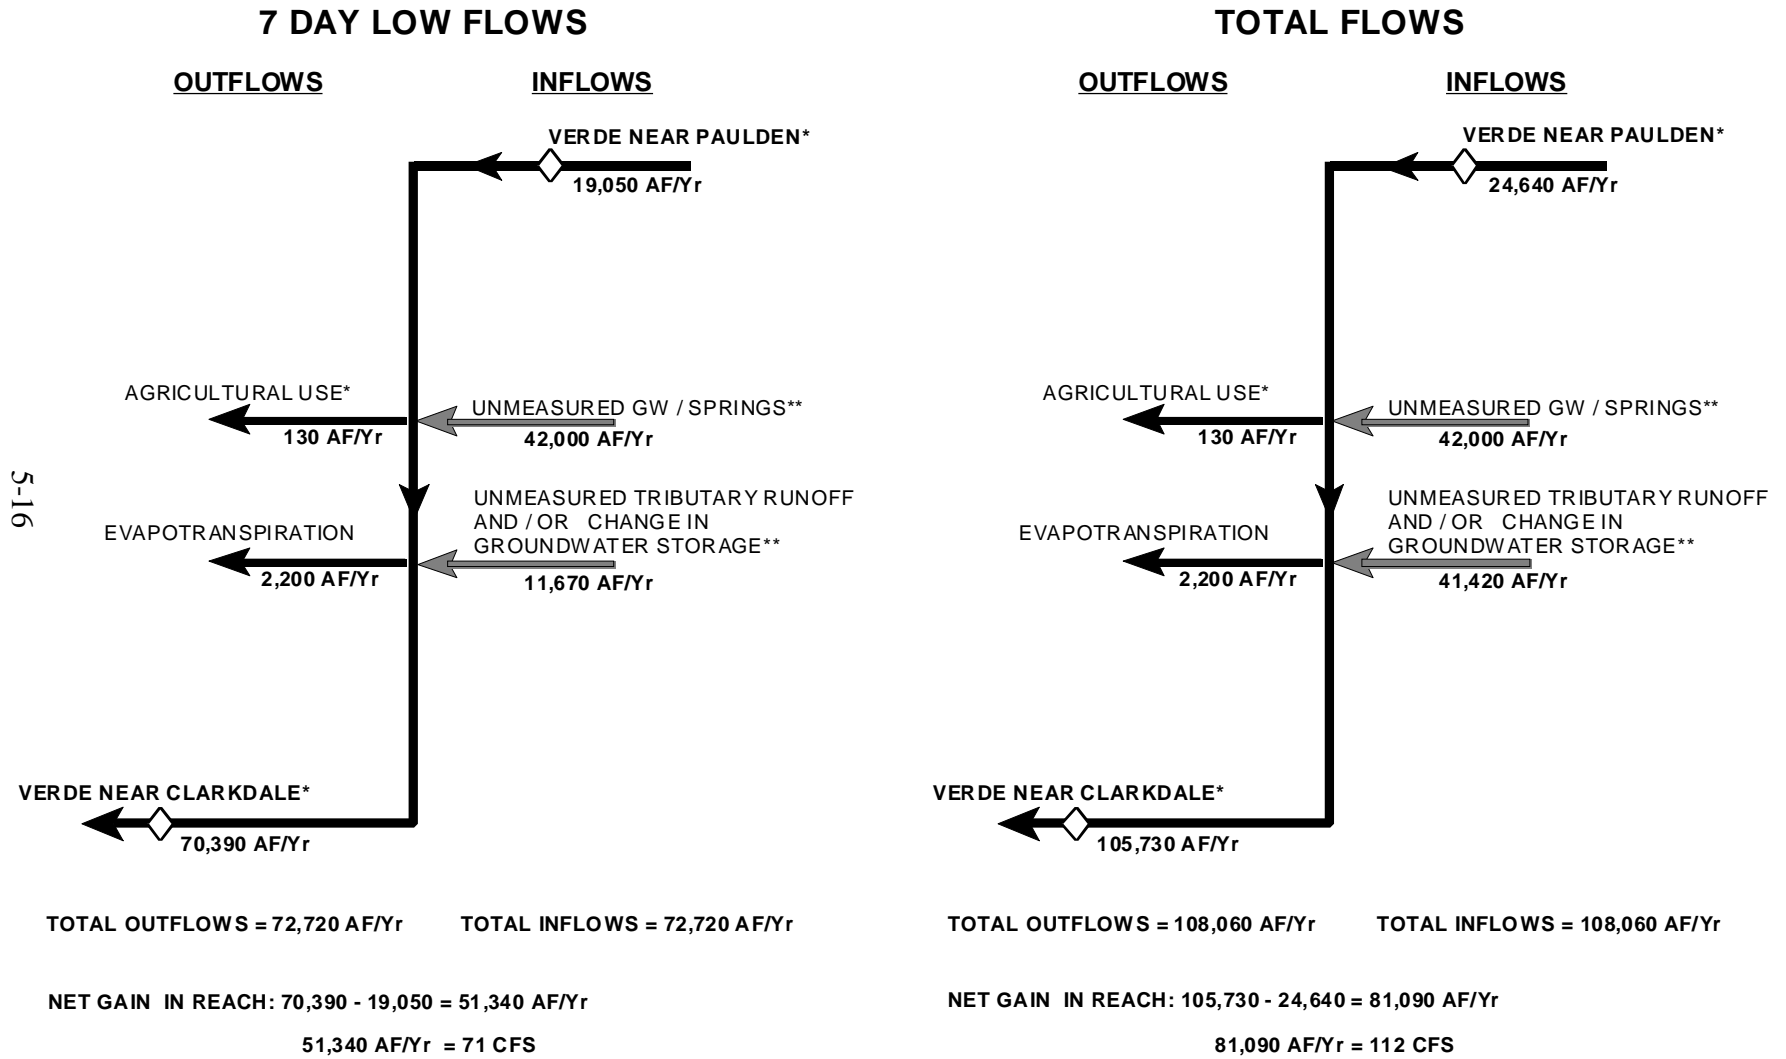 7 DAY LOW FLOWS
OUTFLOWS
INFLOWS
VERDE NEAR PAULDEN*
19,050 AF/Yr
AGRICULTURAL USE*
130 AF/Yr
UNMEASURED GW / SPRINGS**
42,000 AF/Yr
UNMEASURED TRIBUTARY RUNOFF
AND / OR CHANGE IN
GROUNDWATER STORAGE**
11,670 AF/Yr
EVAPOTRANSPIRATION
2,200 AF/Yr
VERDE NEAR CLARKDALE*
70,390 AF/Yr
TOTAL OUTFLOWS = 72,720 AF/Yr
TOTAL INFLOWS = 72,720 AF/Yr
NET GAIN IN REACH: 70,390 - 19,050 = 51,340 AF/Yr
51,340 AF/Yr = 71 CFS
TOTAL FLOWS
OUTFLOWS
INFLOWS
VERDE NEAR PAULDEN*
24,640 AF/Yr
AGRICULTURAL USE*
130 AF/Yr
UNMEASURED GW / SPRINGS**
42,000 AF/Yr
UNMEASURED TRIBUTARY RUNOFF
AND / OR CHANGE IN
GROUNDWATER STORAGE**
41,420 AF/Yr
EVAPOTRANSPIRATION
2,200 AF/Yr
VERDE NEAR CLARKDALE*
105,730 AF/Yr
TOTAL OUTFLOWS = 108,060 AF/Yr
TOTAL INFLOWS = 108,060 AF/Yr
NET GAIN IN REACH: 105,730 - 24,640 = 81,090 AF/Yr
81,090 AF/Yr = 112 CFS
5-16